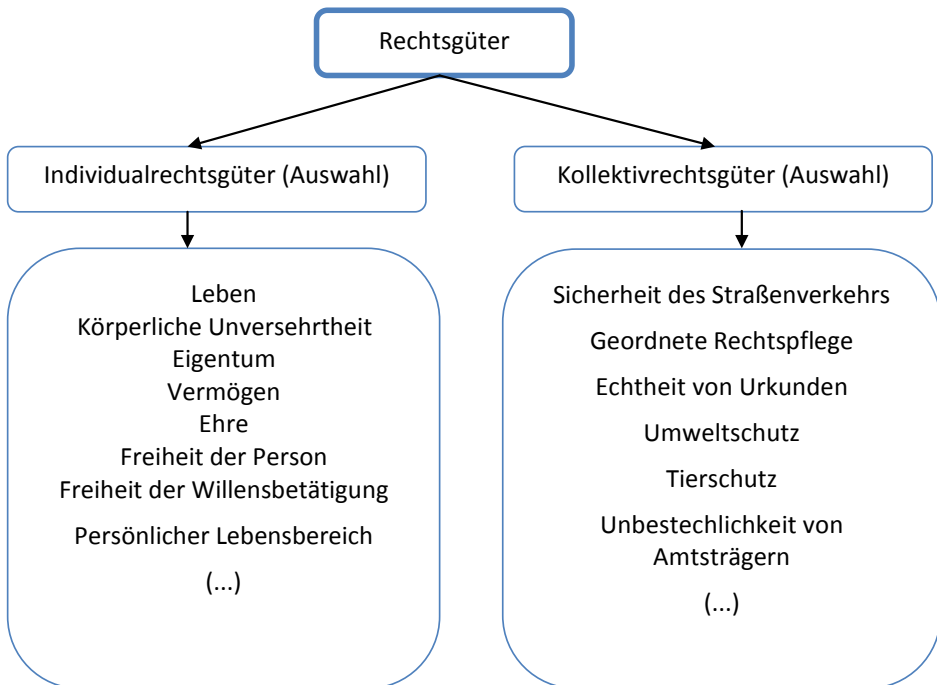 Rechtsgüter
Individualrechtsgüter (Auswahl)
Leben
Körperliche Unversehrtheit
Eigentum
Vermögen
Ehre
Freiheit der Person
Freiheit der Willensbetätigung
Persönlicher Lebensbereich
(...)
Kollektivrechtsgüter (Auswahl)
Sicherheit des Straßenverkehrs
Geordnete Rechtspflege
Echtheit von Urkunden
Umweltschutz
Tierschutz
Unbestechlichkeit von
Amtsträgern
(...)